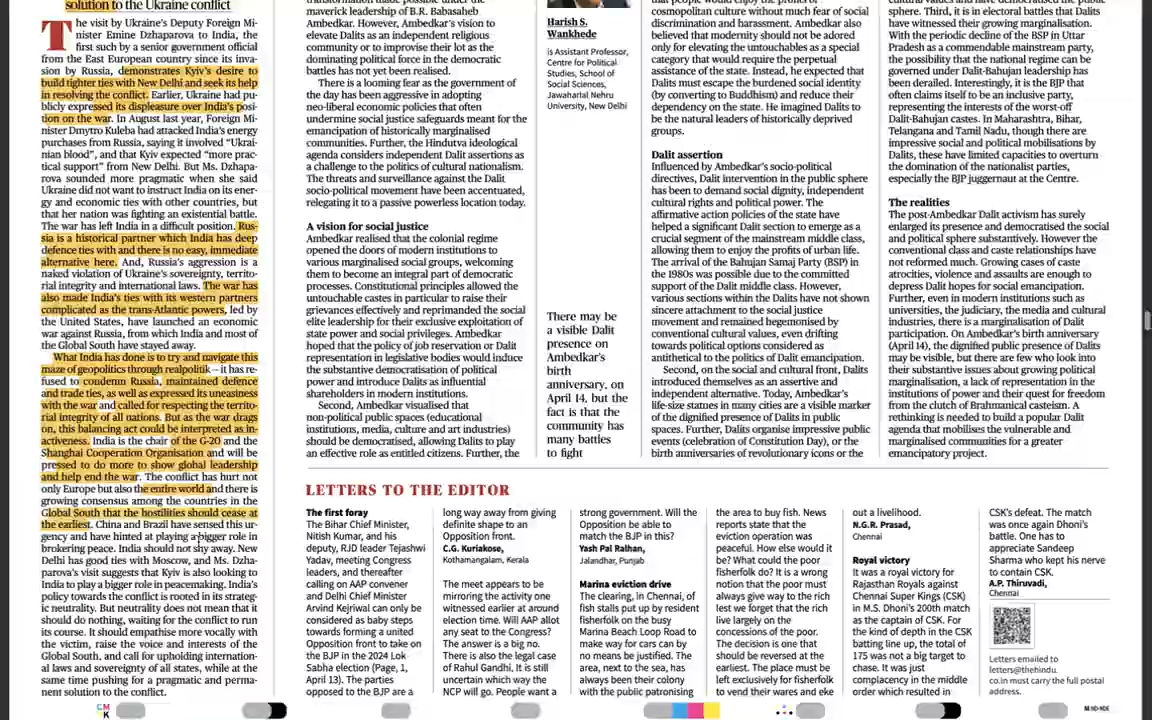 solution to the Ukraine conflict
The visit by Ukraine's Deputy Foreign Mi-
nister Emine Dzhaparova to India, the
first such by a senior government official
from the East European country since its inva-
sion by Russia, demonstrates Kyiv's desire to
build tighter ties with New Delhi and seek its help
in resolving the conflict. Earlier, Ukraine had pu-
blicly expressed its displeasure over India's posi-
tion on the war. In August last year, Foreign Mi-
nister Dmytro Kuleba had attacked India's energy
purchases from Russia, saying it involved "Ukrai-
nian blood", and that Kyiv expected "more prac-
tical support" from New Delhi. But Ms. Dzhapa-
rova sounded more pragmatic when she said
Ukraine did not want to instruct India on its ener-
gy and economic ties with other countries, but
that her nation was fighting an existential battle.
The war has left India in a difficult position. Rus-
sia is a historical partner which India has deep
defence ties with and there is no easy, immediate
alternative here. And, Russia's aggression is a
naked violation of Ukraine's sovereignty, territo-
rial integrity and international laws. The war has
also made India's ties with its western partners
complicated as the trans-Atlantic powers, led by
the United States, have launched an economic
war against Russia, from which India and most of
the Global South have stayed away.
What India has done is to try and navigate this
maze of geopolitics through realpolitik – it has re-
fused to condemn Russia, maintained defence
and trade ties, as well as expressed its uneasiness
with the war and called for respecting the territo-
rial integrity of all nations. But as the war drags
on, this balancing act could be interpreted as in-
activeness. India is the chair of the G-20 and the
Shanghai Cooperation Organisation and will be
pressed to do more to show global leadership
and help end the war. The conflict has hurt not
only Europe but also the entire world and there is
growing consensus among the countries in the
Global South that the hostilities should cease at
the earliest. China and Brazil have sensed this ur-
gency and have hinted at playing a bigger role in
brokering peace. India should not shy away. New
Delhi has good ties with Moscow, and Ms. Dzha-
parova's visit suggests that Kyiv is also looking to
India to play a bigger role in peacemaking. India's
policy towards the conflict is rooted in its strateg-
ic neutrality. But neutrality does not mean that it
should do nothing, waiting for the conflict to run
its course. It should empathise more vocally with
the victim, raise the voice and interests of the
Global South, and call for upholding internation-
al laws and sovereignty of all states, while at the
same time pushing for a pragmatic and perma-
nent solution to the conflict.
maverick leadership of B.R. Babasaheb
Ambedkar. However, Ambedkar's vision to
elevate Dalits as an independent religious
community or to improvise their lot as the
dominating political force in the democratic
battles has not yet been realised.
There is a looming fear as the government of
the day has been aggressive in adopting
neo-liberal economic policies that often
undermine social justice safeguards meant for the
emancipation of historically marginalised
communities. Further, the Hindutva ideological
agenda considers independent Dalit assertions as
a challenge to the politics of cultural nationalism.
The threats and surveillance against the Dalit
socio-political movement have been accentuated,
relegating it to a passive powerless location today.
A vision for social justice
Ambedkar realised that the colonial regime
opened the doors of modern institutions to
various marginalised social groups, welcoming
them to become an integral part of democratic
processes. Constitutional principles allowed the
untouchable castes in particular to raise their
grievances effectively and reprimanded the social
elite leadership for their exclusive exploitation of
state power and social privileges. Ambedkar
hoped that the policy of job reservation or Dalit
representation in legislative bodies would induce
the substantive democratisation of political
power and introduce Dalits as influential
shareholders in modern institutions.
Second, Ambedkar visualised that
non-political public spaces (educational
institutions, media, culture and art industries)
should be democratised, allowing Dalits to play
an effective role as entitled citizens. Further, the
Harish S.
Wankhede
is Assistant Professor,
Centre for Political
Studies, School of
Social Sciences,
Jawaharlal Nehru
University, New Delhi
There may be
a visible Dalit
presence on
Ambedkar's
birth
anniversary, on
April 14, but the
fact is that the
community has
many battles
to fight
cosmopolitan culture without much fear of social
discrimination and harassment. Ambedkar also
believed that modernity should not be adored
only for elevating the untouchables as a special
category that would require the perpetual
assistance of the state. Instead, he expected that
Dalits must escape the burdened social identity
(by converting to Buddhism) and reduce their
dependency on the state. He imagined Dalits to
be the natural leaders of historically deprived
groups.
Dalit assertion
Influenced by Ambedkar's socio-political
directives, Dalit intervention in the public sphere
has been to demand social dignity, independent
cultural rights and political power. The
affirmative action policies of the state have
helped a significant Dalit section to emerge as a
crucial segment of the mainstream middle class,
allowing them to enjoy the profits of urban life.
The arrival of the Bahujan Samaj Party (BSP) in
the 1980s was possible due to the committed
support of the Dalit middle class. However,
various sections within the Dalits have not shown
sincere attachment to the social justice
movement and remained hegemonised by
conventional cultural values, even drifting
towards political options considered as
antithetical to the politics of Dalit emancipation.
Second, on the social and cultural front, Dalits
introduced themselves as an assertive and
independent alternative. Today, Ambedkar's
life-size statues in many cities are a visible marker
of the dignified presence of Dalits in public
spaces. Further, Dalits organise impressive public
events (celebration of Constitution Day), or the
birth anniversaries of revolutionary icons or the
sphere. Third, it is in electoral battles that Dalits
have witnessed their growing marginalisation.
With the periodic decline of the BSP in Uttar
Pradesh as a commendable mainstream party,
the possibility that the national regime can be
governed under Dalit-Bahujan leadership has
been derailed. Interestingly, it is the BJP that
often claims itself to be an inclusive party,
representing the interests of the worst-off
Dalit-Bahujan castes. In Maharashtra, Bihar,
Telangana and Tamil Nadu, though there are
impressive social and political mobilisations by
Dalits, these have limited capacities to overturn
the domination of the nationalist parties,
especially the BJP juggernaut at the Centre.
The realities
The post-Ambedkar Dalit activism has surely
enlarged its presence and democratised the social
and political sphere substantively. However the
conventional class and caste relationships have
not reformed much. Growing cases of caste
atrocities, violence and assaults are enough to
depress Dalit hopes for social emancipation.
Further, even in modern institutions such as
universities, the judiciary, the media and cultural
industries, there is a marginalisation of Dalit
participation. On Ambedkar's birth anniversary
(April 14), the dignified public presence of Dalits
may be visible, but there are few who look into
their substantive issues about growing political
marginalisation, a lack of representation in the
institutions of power and their quest for freedom
from the clutch of Brahmanical casteism. A
rethinking is needed to build a popular Dalit
agenda that mobilises the vulnerable and
marginalised communities for a greater
emancipatory project.
LETTERS TO THE EDITOR
The first foray
The Bihar Chief Minister,
Nitish Kumar, and his
deputy, RJD leader Tejashwi
Yadav, meeting Congress
leaders, and thereafter
calling on AAP convener
and Delhi Chief Minister
Arvind Kejriwal can only be
considered as baby steps
towards forming a united
Opposition front to take on
the BJP in the 2024 Lok
Sabha election (Page, 1,
April 13). The parties
opposed to the BJP are a
long way away from giving
definite shape to an
Opposition front.
C.G. Kuriakose,
Kothamangalam, Kerala
The meet appears to be
mirroring the activity one
witnessed earlier at around
election time. Will AAP allot
any seat to the Congress?
The answer is a big no.
There is also the legal case
of Rahul Gandhi. It is still
uncertain which way the
NCP will go. People want a
strong government. Will the
Opposition be able to
match the BJP in this?
Yash Pal Ralhan,
Jalandhar, Punjab
Marina eviction drive
The clearing, in Chennai, of
fish stalls put up by resident
fisherfolk on the busy
Marina Beach Loop Road to
make way for cars can by
no means be justified. The
area, next to the sea, has
always been their colony
with the public patronising
the area to buy fish. News
reports state that the
eviction operation was
peaceful. How else would it
be? What could the poor
fisherfolk do? It is a wrong
notion that the poor must
always give way to the rich
lest we forget that the rich
live largely on the
concessions of the poor.
The decision is one that
should be reversed at the
earliest. The place must be
left exclusively for fisherfolk
to vend their wares and eke
out a livelihood.
N.G.R. Prasad,
Chennai
Royal victory
It was a royal victory for
Rajasthan Royals against
Chennai Super Kings (CSK)
in M.S. Dhoni's 200th match
as the captain of CSK. For
the kind of depth in the CSK
batting line up, the total of
175 was not a big target to
chase. It was just
complacency in the middle
order which resulted in
CSK's defeat. The match
was once again Dhoni's
battle. One has to
appreciate Sandeep
Sharma who kept his nerve
to contain CSK.
A.P. Thiruvadi,
Chennai
Letters emailed to
letters@thehindu.
co.in must carry the full postal
address.
CM
K
M ND-NDE